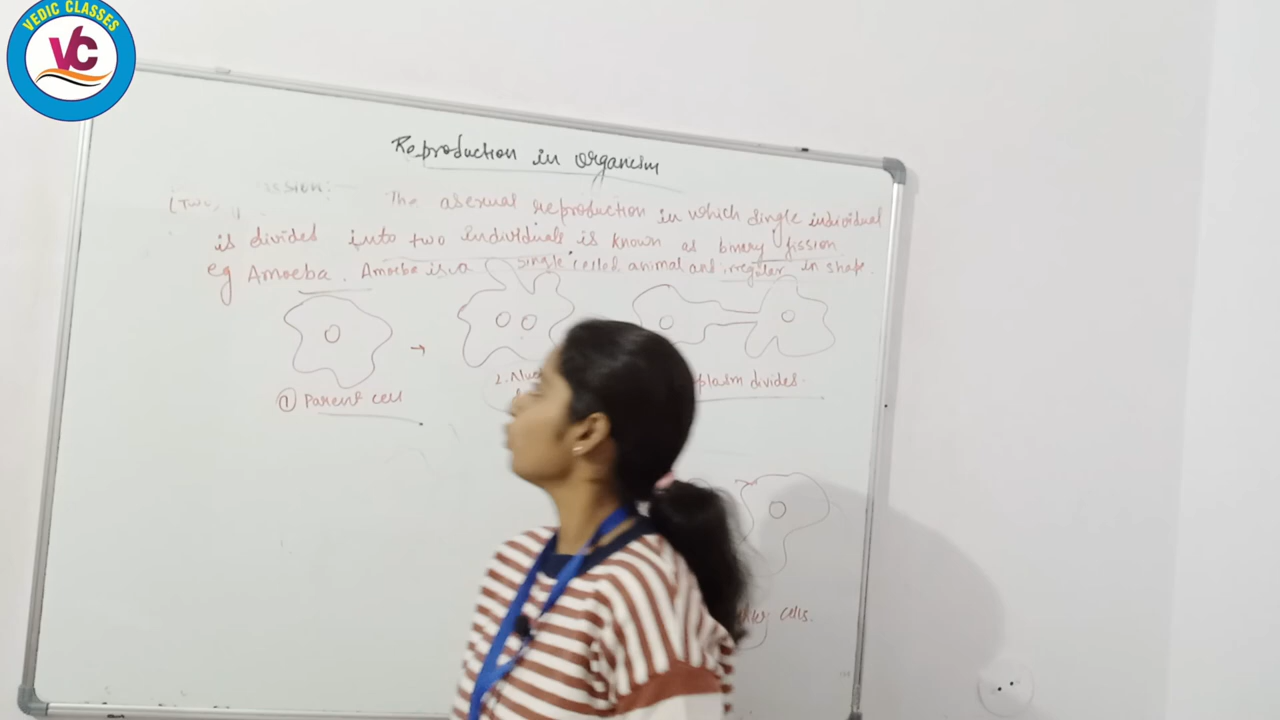 VEDIC CLASSES
VC
Reproduction in organism
The asexual reproduction in which single individual
is divided into two individuals is known as binary fission.
eg Amoeba. Amoeba is a single celled animal and irregular in shape.
① Parent cell
2.
plasm divides.
cells.